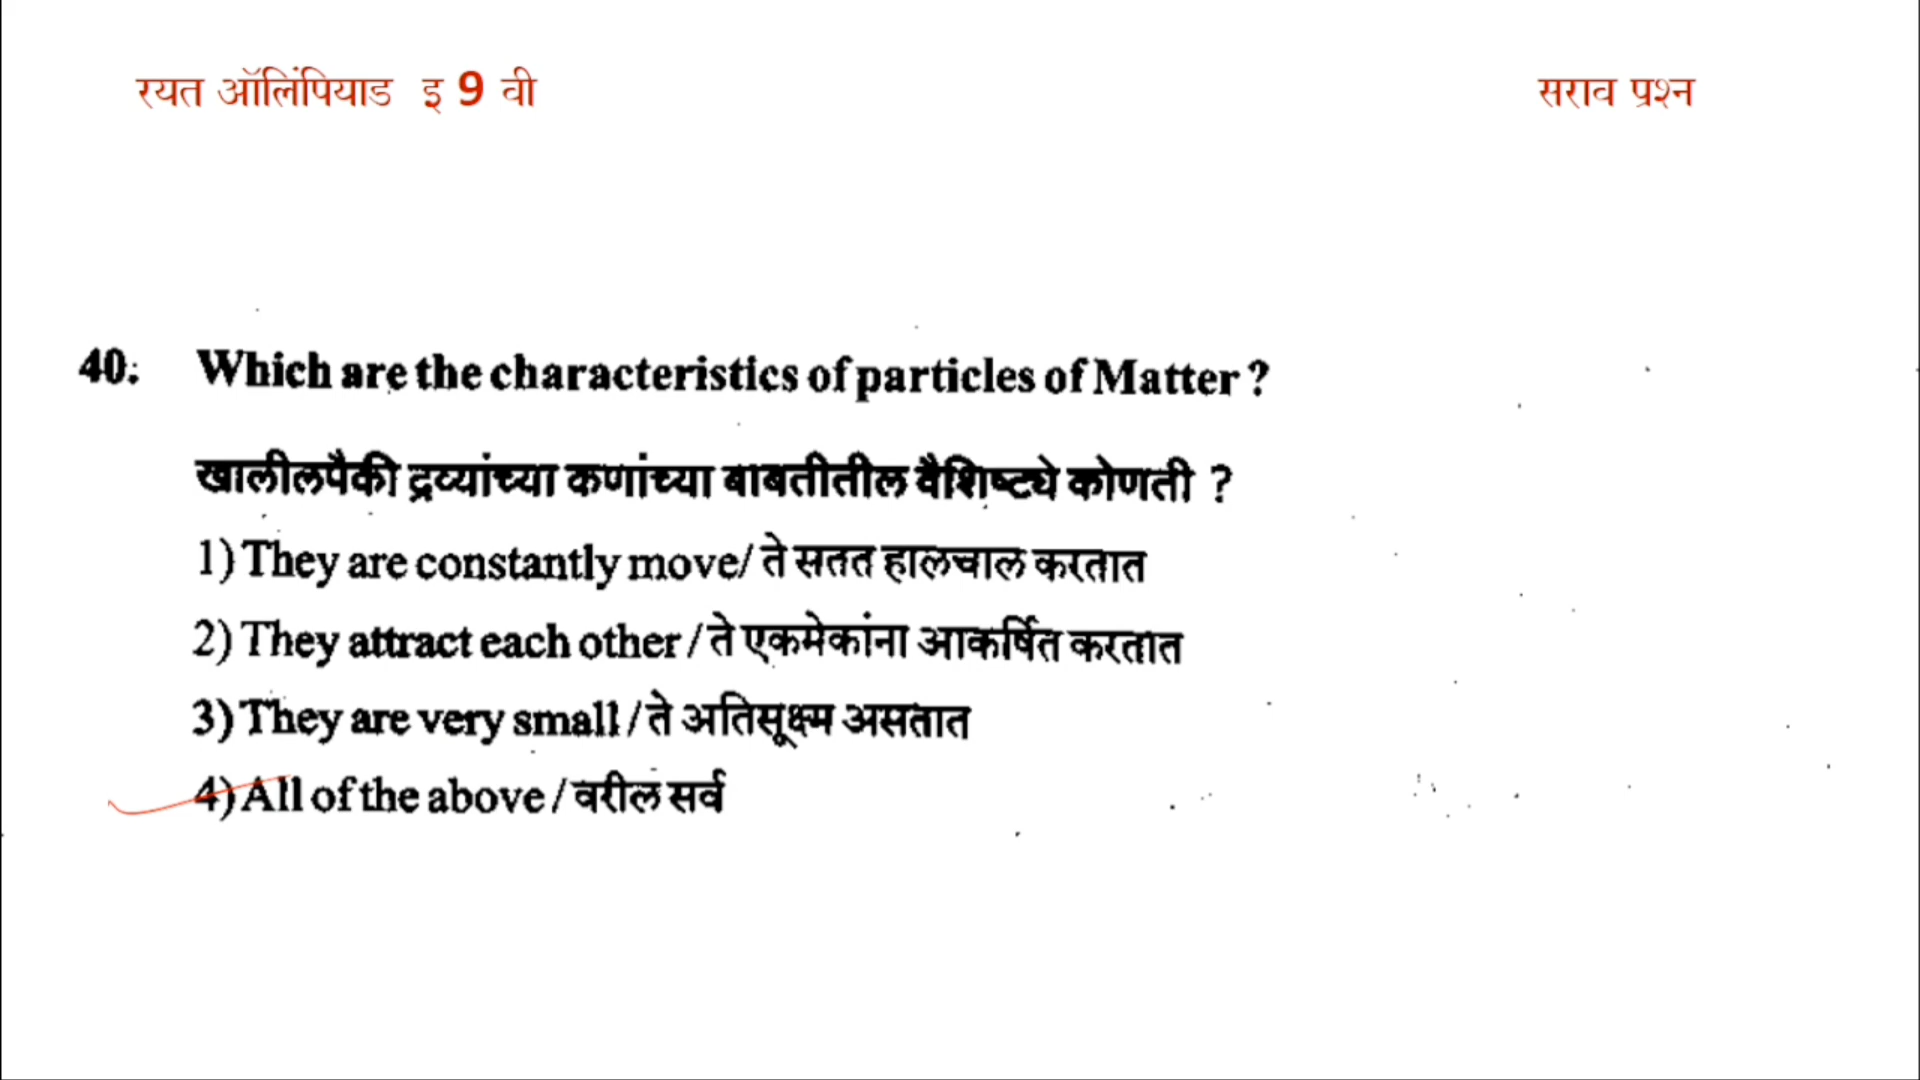 रयत ऑलिंपियाड इ 9 वी
सराव प्रश्न
40. Which are the characteristics of particles of Matter ?
खालीलपैकी द्रव्यांच्या कणांच्या बाबतीतील वैशिष्ट्ये कोणती ?
1) They are constantly move/ ते सतत हालचाल करतात
2) They attract each other / ते एकमेकांना आकर्षित करतात
3) They are very small / ते अतिसूक्ष्म असतात
4) All of the above / वरील सर्व